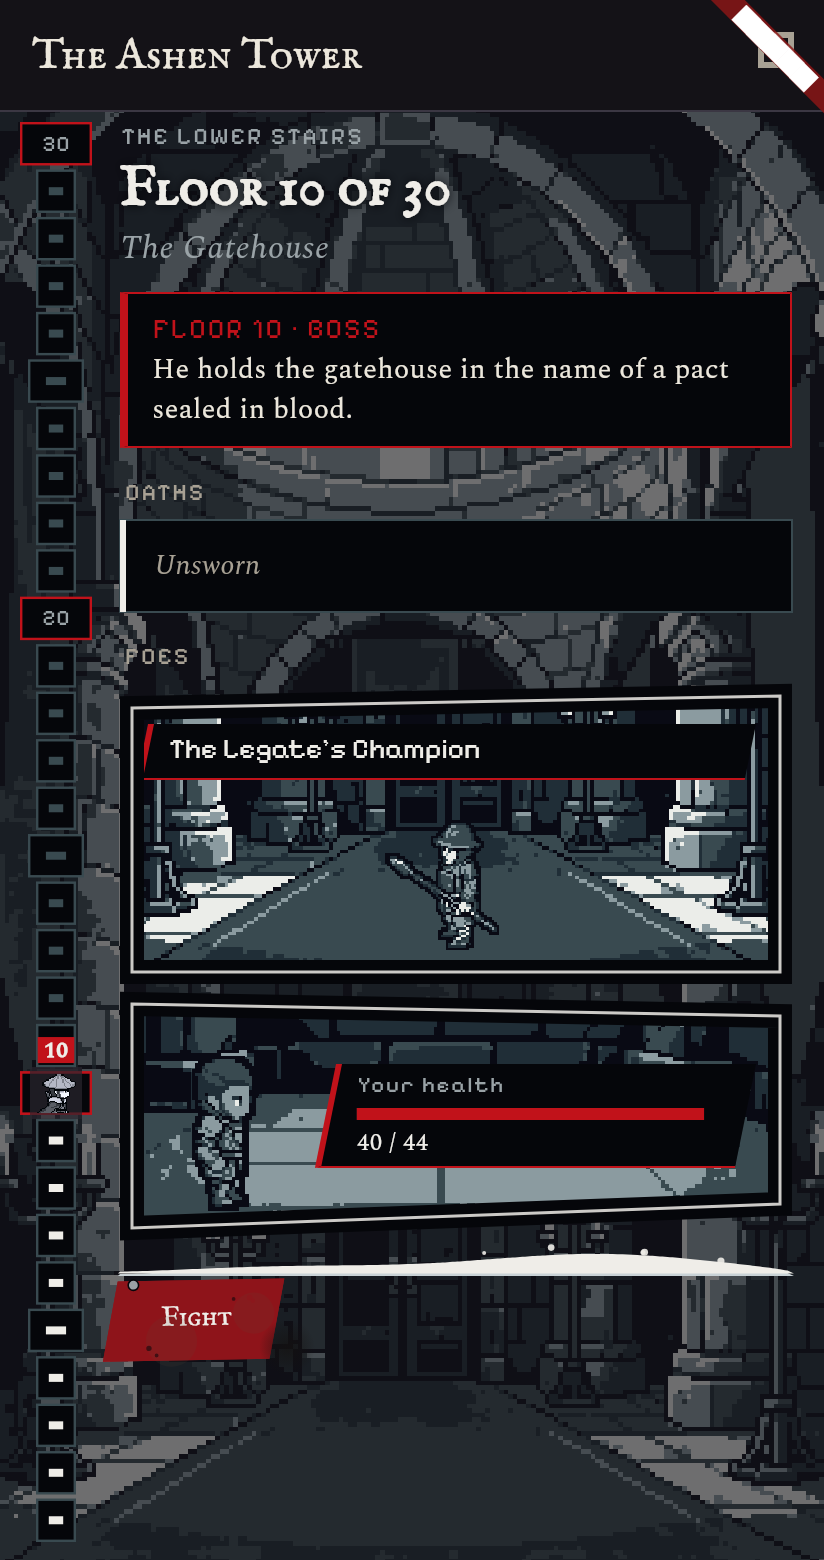 The Ashen Tower
30
THE LOWER STAIRS
Floor 10 of 30
The Gatehouse
FLOOR 10 · BOSS
He holds the gatehouse in the name of a pact
sealed in blood.
OATHS
Unsworn
20
FOES
The Legate's Champion
10
Your health
40 / 44
Fight